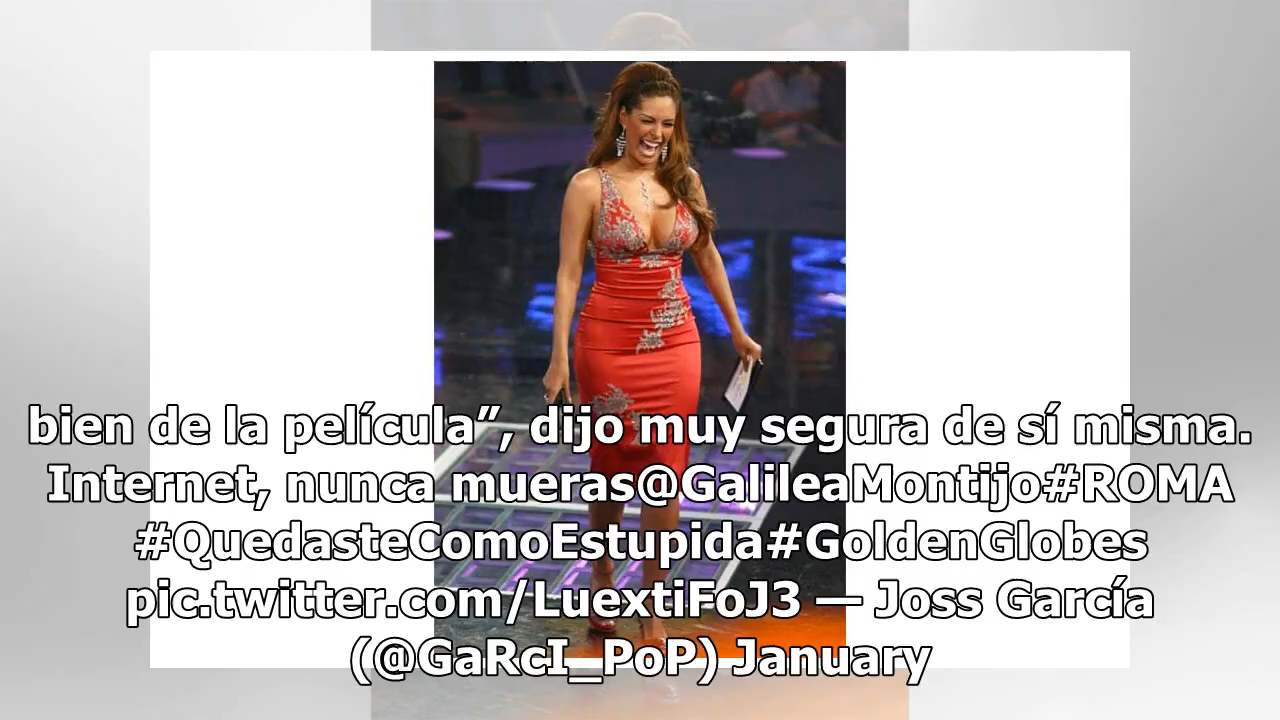 bien de la película”, dijo muy segura de sí misma.
Internet, nunca mueras@GalileaMontijo#ROMA
#QuedasteComoEstupida#GoldenGlobes
pic.twitter.com/LuextiFoJ3 — Joss García
(@GaRcI_PoP) January